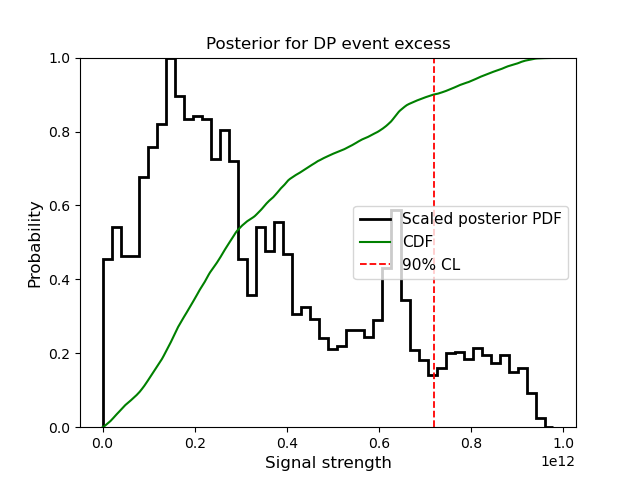 Posterior for DP event excess
Probability
1.0
0.8
0.6
0.4
0.2
0.0
Scaled posterior PDF
CDF
90% CL
0.0 0.2 0.4 0.6 0.8 1.0
1e12
Signal strength